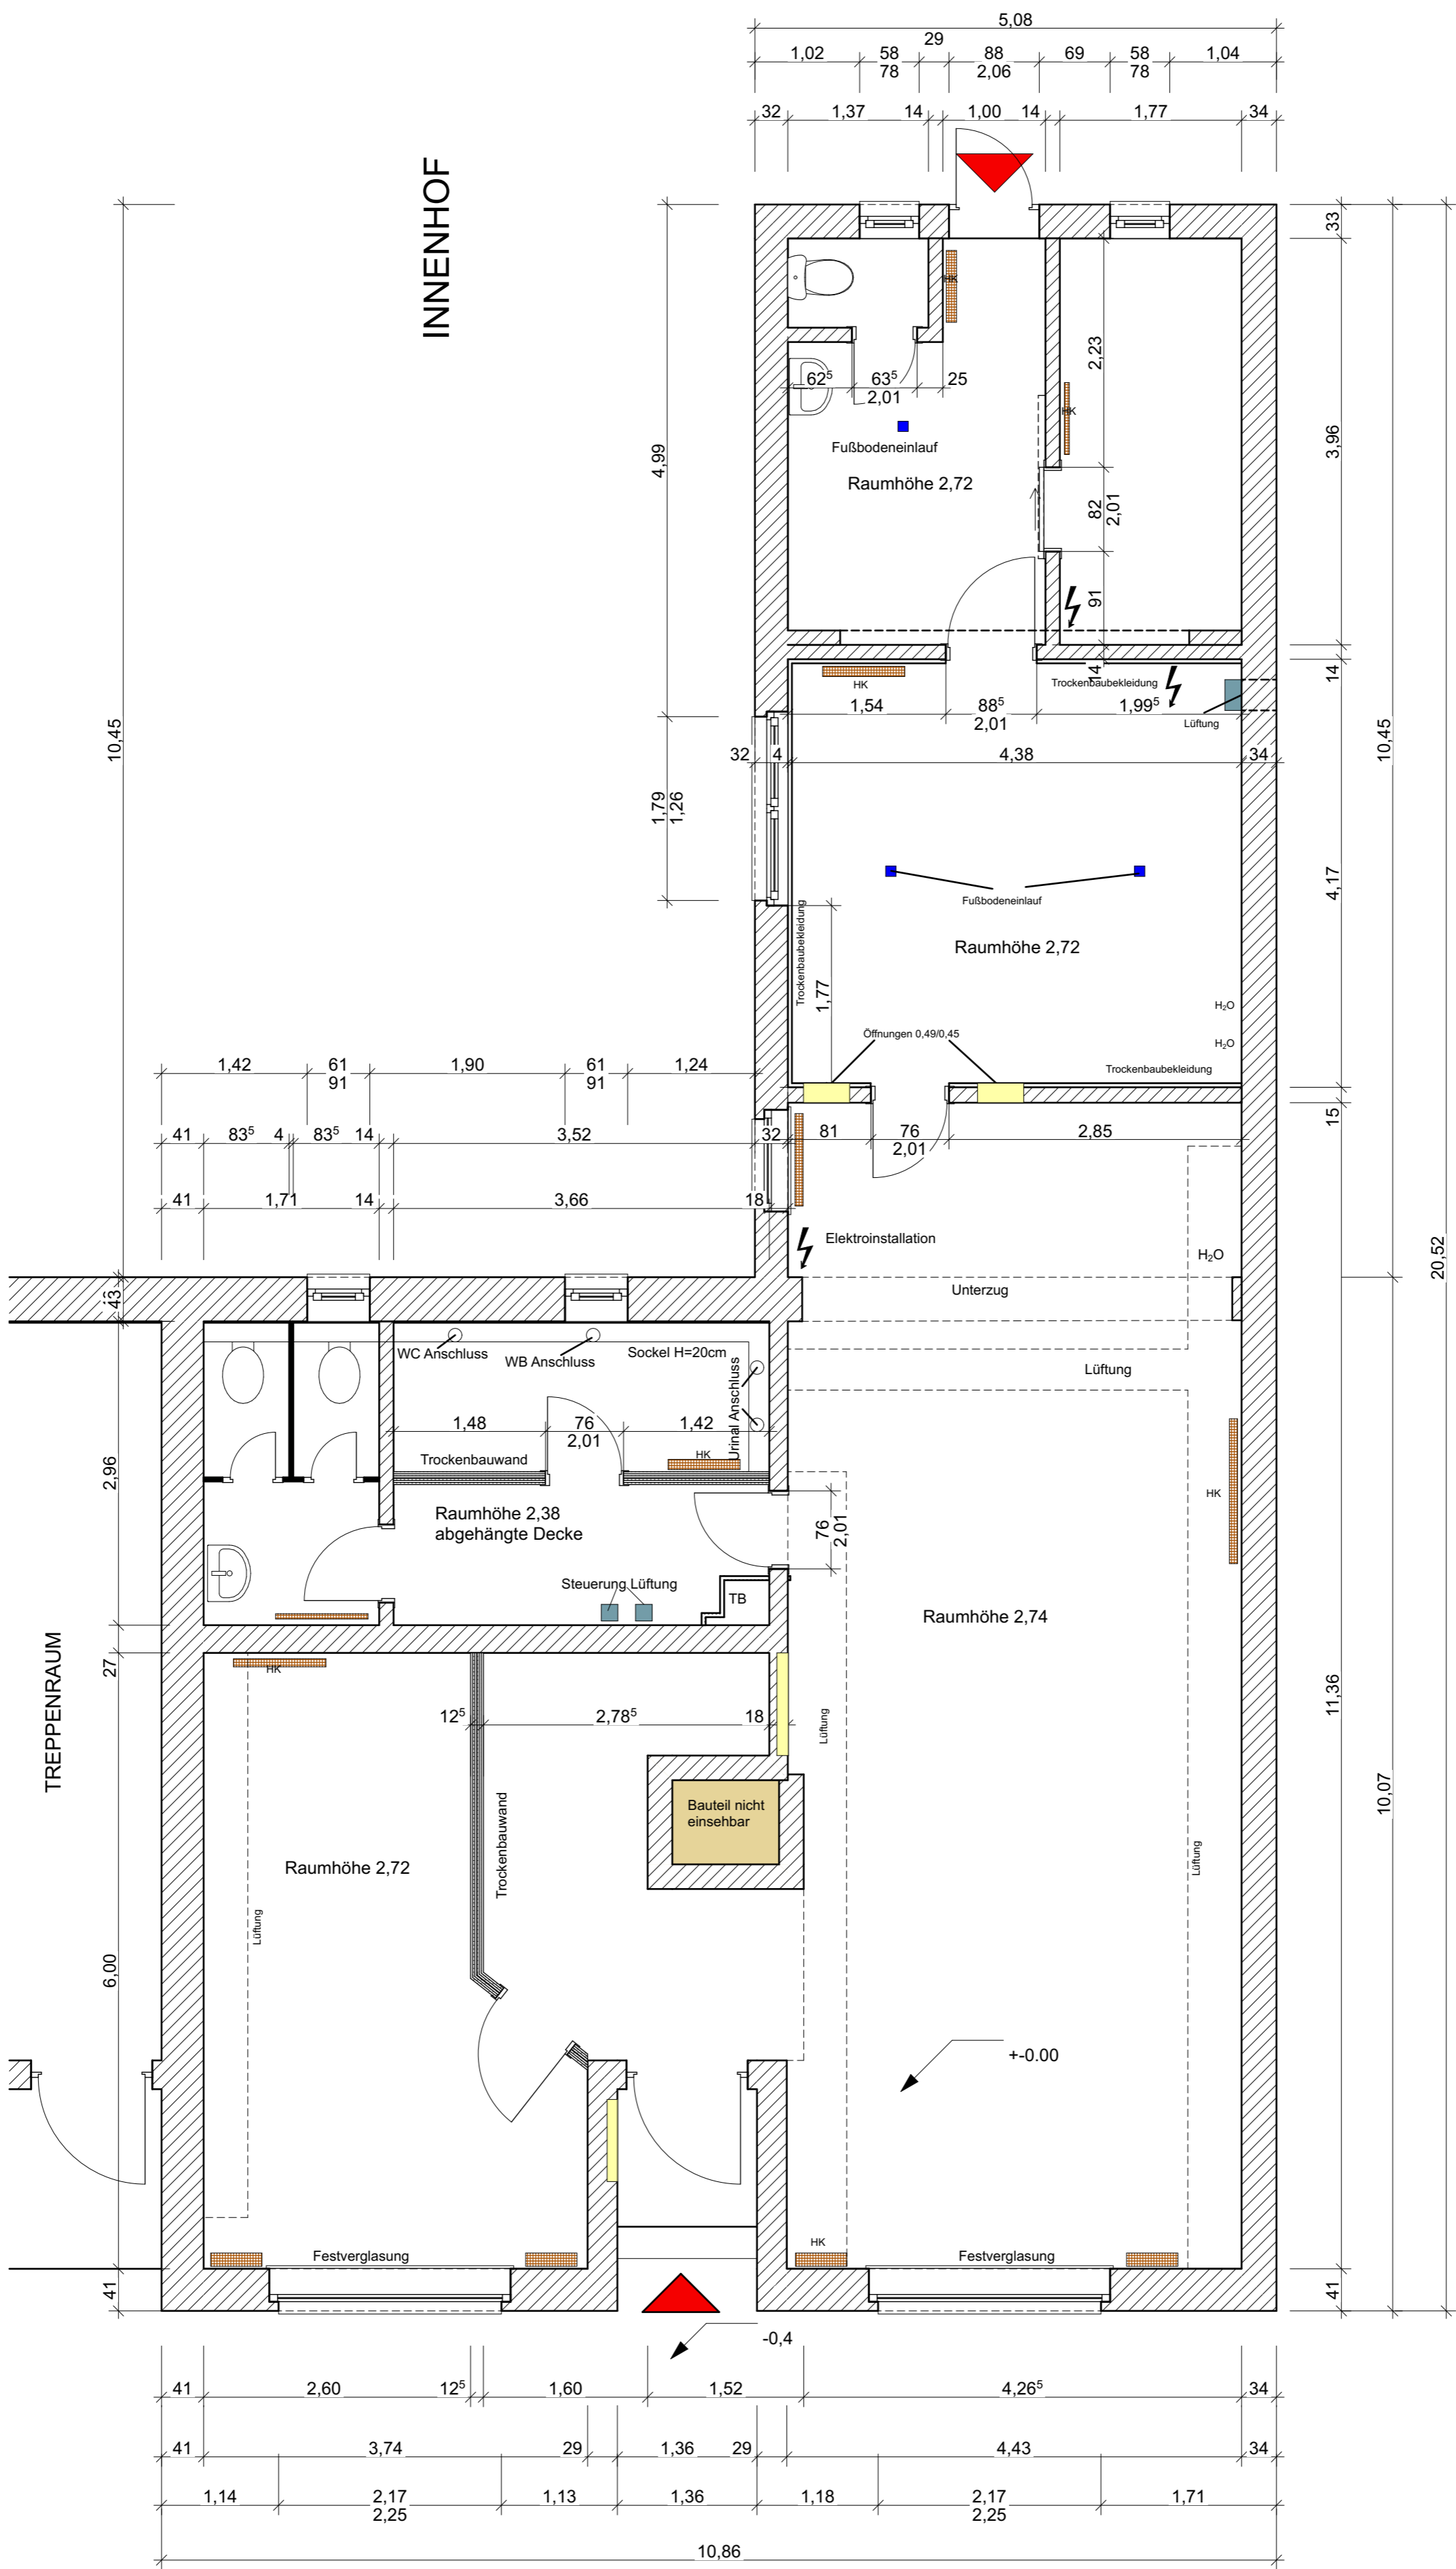 5,08
29
1,02 58 88 69 58 1,04
78 2,06 78
32 1,37 14 1,00 14 1,77 34
INNENHOF
33
HK
2,23
62⁵ 63⁵ 25
2,01
HK
Fußbodeneinlauf
Raumhöhe 2,72
4,99
3,96
82
2,01
91
14
14
HK
Trockenbaubekleidung
1,54 88⁵ 1,99⁵
2,01
Lüftung
10,45
10,45
32 4 4,38 34
1,79
1,26
4,17
Fußbodeneinlauf
Trockenbaubekleidung
Raumhöhe 2,72
1,77
H₂O
Öffnungen 0,49/0,45
H₂O
Trockenbaubekleidung
1,42 61 1,90 61 1,24
91 91
15
41 83⁵ 4 83⁵ 14 3,52 32 81 76 2,85
2,01
41 1,71 14 3,66 18
Elektroinstallation
H₂O
20,52
43
Unterzug
WC Anschluss
WB Anschluss
Sockel H=20cm
Urinal Anschluss
Lüftung
1,48 76 1,42
2,01
Trockenbauwand
HK
2,96
HK
Raumhöhe 2,38
abgehängte Decke
76
2,01
Steuerung Lüftung
TB
Raumhöhe 2,74
TREPPENRAUM
27
HK
11,36
12⁵ 2,78⁵ 18
Lüftung
Bauteil nicht
einsehbar
10,07
Trockenbauwand
Raumhöhe 2,72
Lüftung
Lüftung
6,00
+-0.00
HK
Festverglasung
Festverglasung
41
41
-0,4
41 2,60 12⁵ 1,60 1,52 4,26⁵ 34
41 3,74 29 1,36 29 4,43 34
1,14 2,17 1,13 1,36 1,18 2,17 1,71
2,25 2,25
10,86